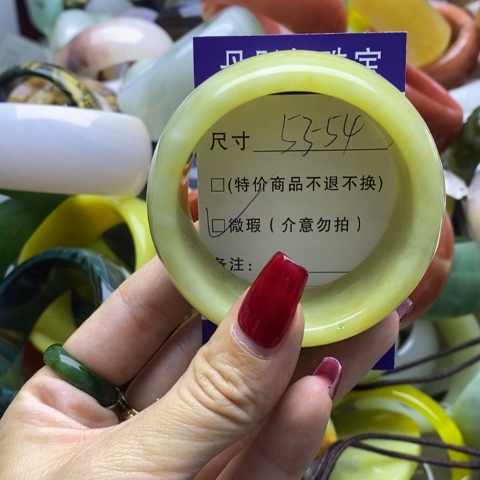 尺寸 53-54
□(特价商品不退不换)
□微瑕(介意勿拍)
备注: